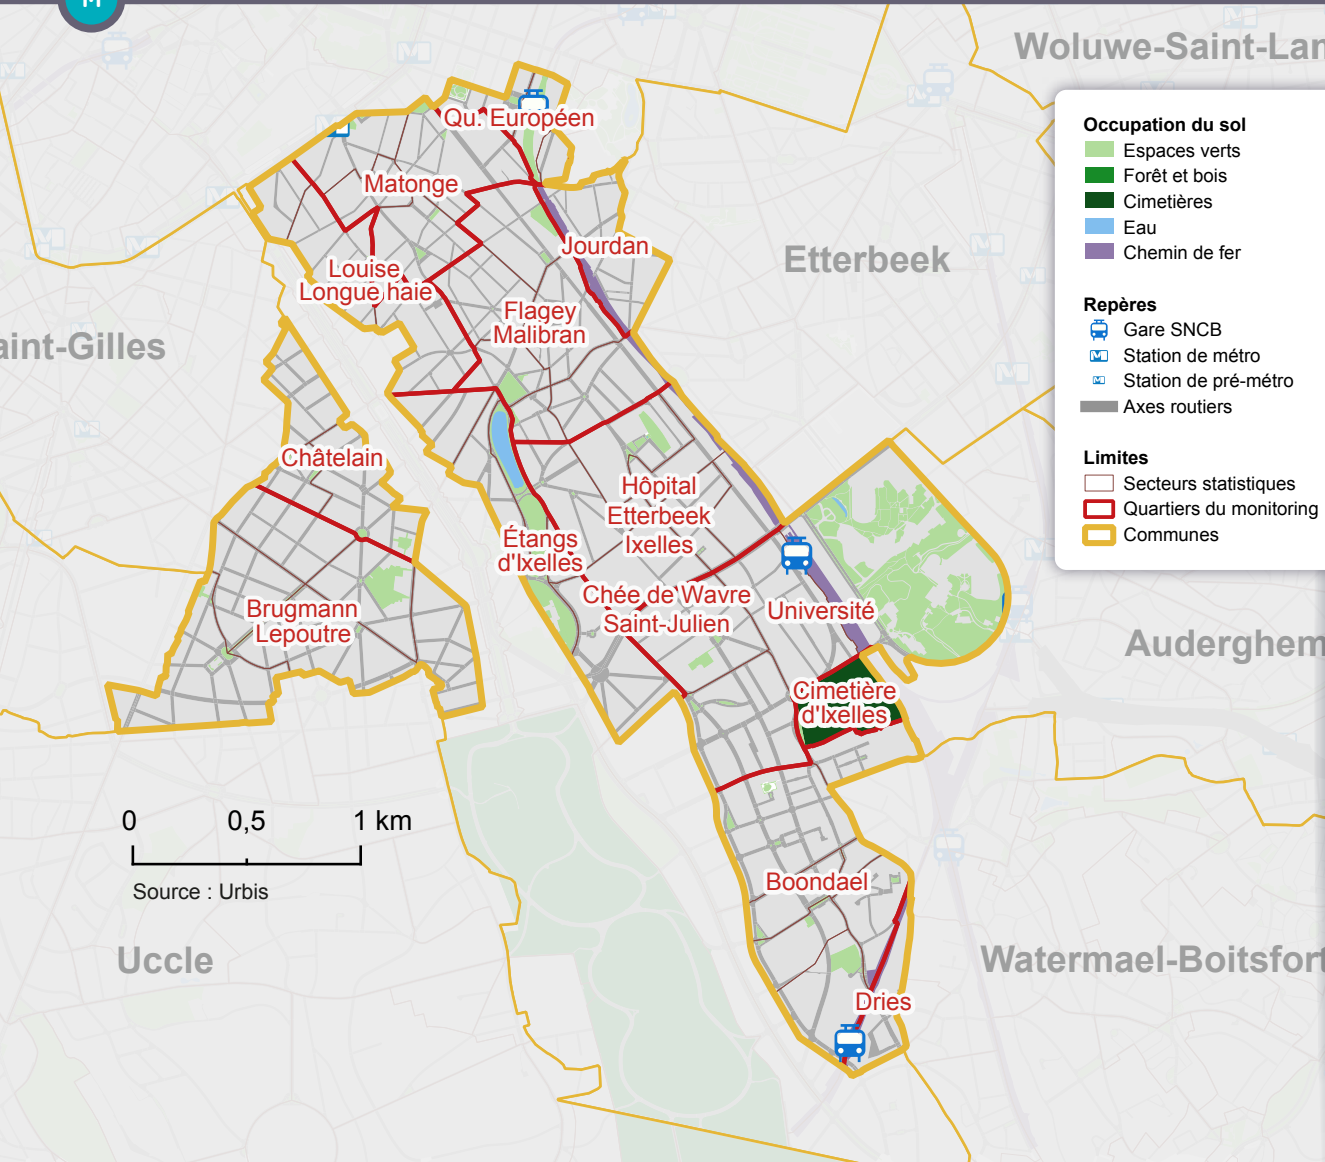 M
Woluwe-Saint-Lan
Qu. Européen
Matonge
Jourdan
Etterbeek
Louise
Longue haie
Flagey
Malibran
aint-Gilles
Châtelain
Hôpital
Etterbeek
Ixelles
Étangs
d'Ixelles
Chée de Wavre
Saint-Julien
Université
Brugmann
Lepoutre
Auderghem
Cimetière
d'Ixelles
0 0,5 1 km
Source : Urbis
Boondael
Uccle
Watermael-Boitsfort
Dries
Occupation du sol
Espaces verts
Forêt et bois
Cimetières
Eau
Chemin de fer
Repères
Gare SNCB
Station de métro
Station de pré-métro
Axes routiers
Limites
Secteurs statistiques
Quartiers du monitoring
Communes